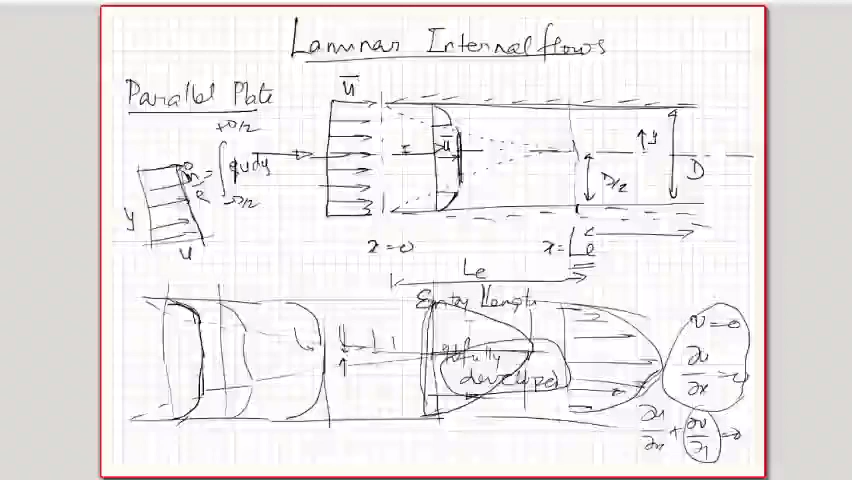 Laminar Internal flows
Parallel Plate
ū
+D/2
ṁ/l = ∫ ρu dy
-D/2
y
u
ū
y
D/2
D
x=0
x=Le
Le
Entry length
fully
developed
v=0
∂u/∂x = 0
∂u/∂x + ∂v/∂y = 0